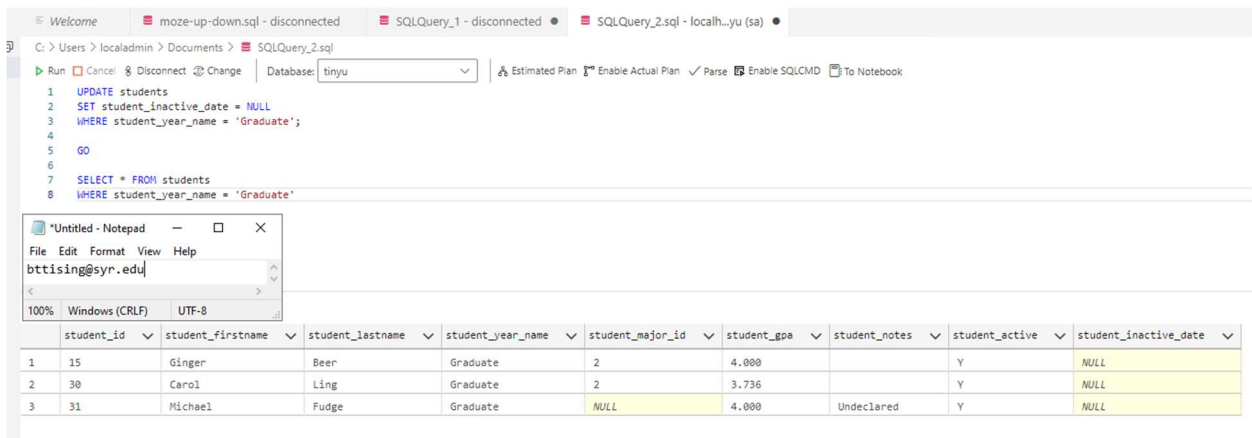 Welcome moze-up-down.sql - disconnected SQLQuery_1 - disconnected ● SQLQuery_2.sql - localh...yu (sa) ●
C: > Users > localadmin > Documents > SQLQuery_2.sql
Run Cancel Disconnect Change Database: tinyu Estimated Plan Enable Actual Plan Parse Enable SQLCMD To Notebook
1 UPDATE students
2 SET student_inactive_date = NULL
3 WHERE student_year_name = 'Graduate';
4
5 GO
6
7 SELECT * FROM students
8 WHERE student_year_name = 'Graduate'
*Untitled - Notepad
File Edit Format View Help
bttising@syr.edu
100% Windows (CRLF) UTF-8
student_id student_firstname student_lastname student_year_name student_major_id student_gpa student_notes student_active student_inactive_date
1 15 Ginger Beer Graduate 2 4.000 Y NULL
2 30 Carol Ling Graduate 2 3.736 Y NULL
3 31 Michael Fudge Graduate NULL 4.000 Undeclared Y NULL